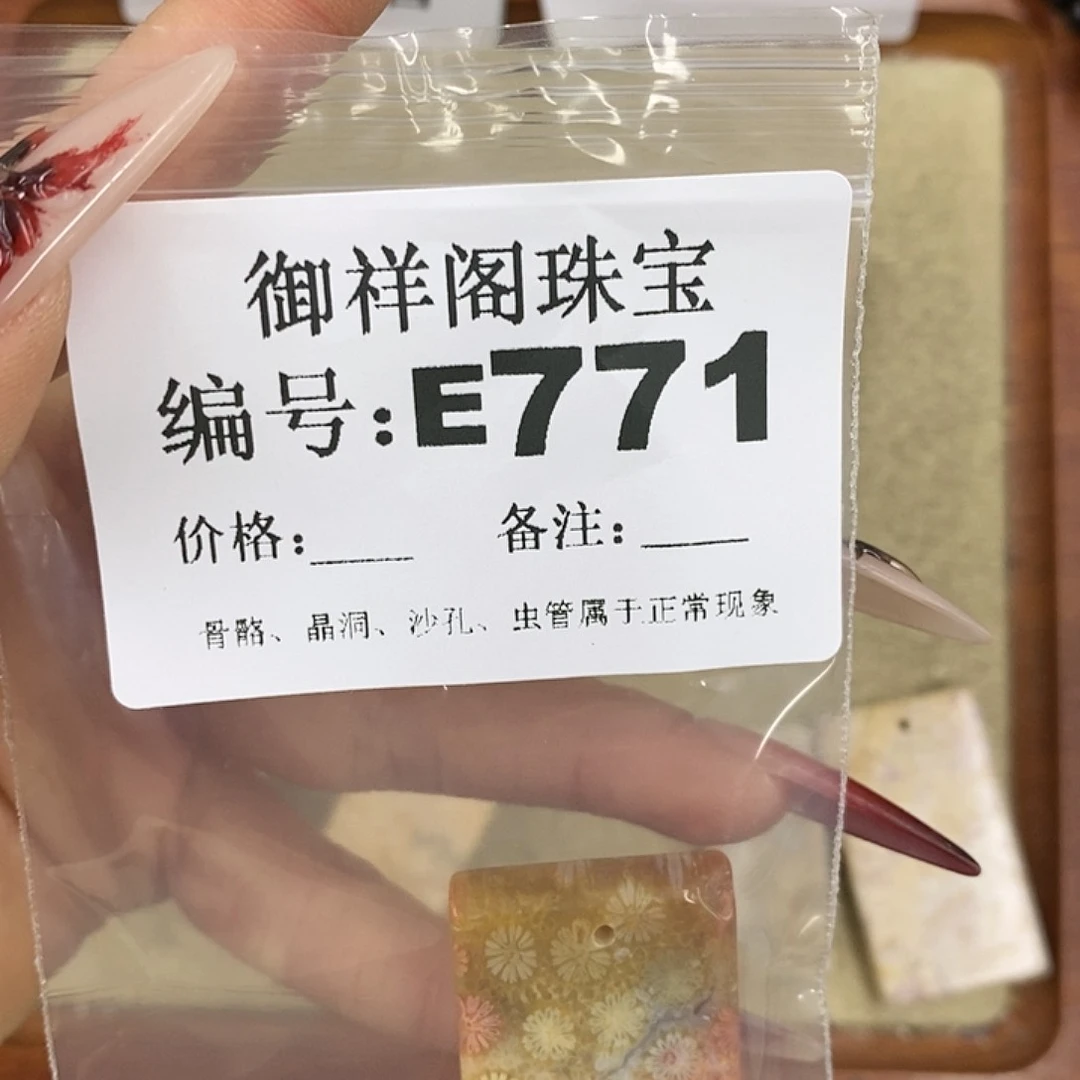 御祥阁珠宝
编号:E771
价格:____ 备注:____
骨骼、晶洞、沙孔、虫管属于正常现象